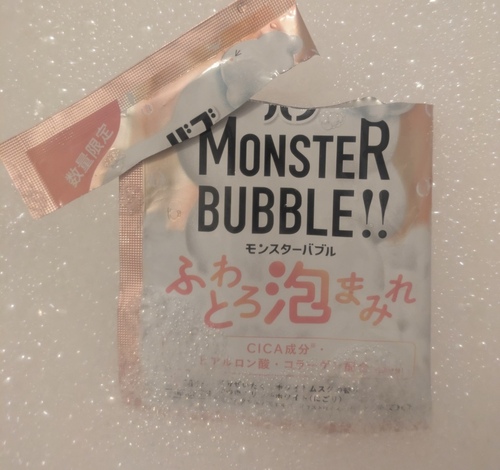 数量限定
バブ
バブ
MONSTER
BUBBLE!!
モンスターバブル
ふわとろ泡まみれ
CICA成分※・
ヒアルロン酸・コラーゲン配合